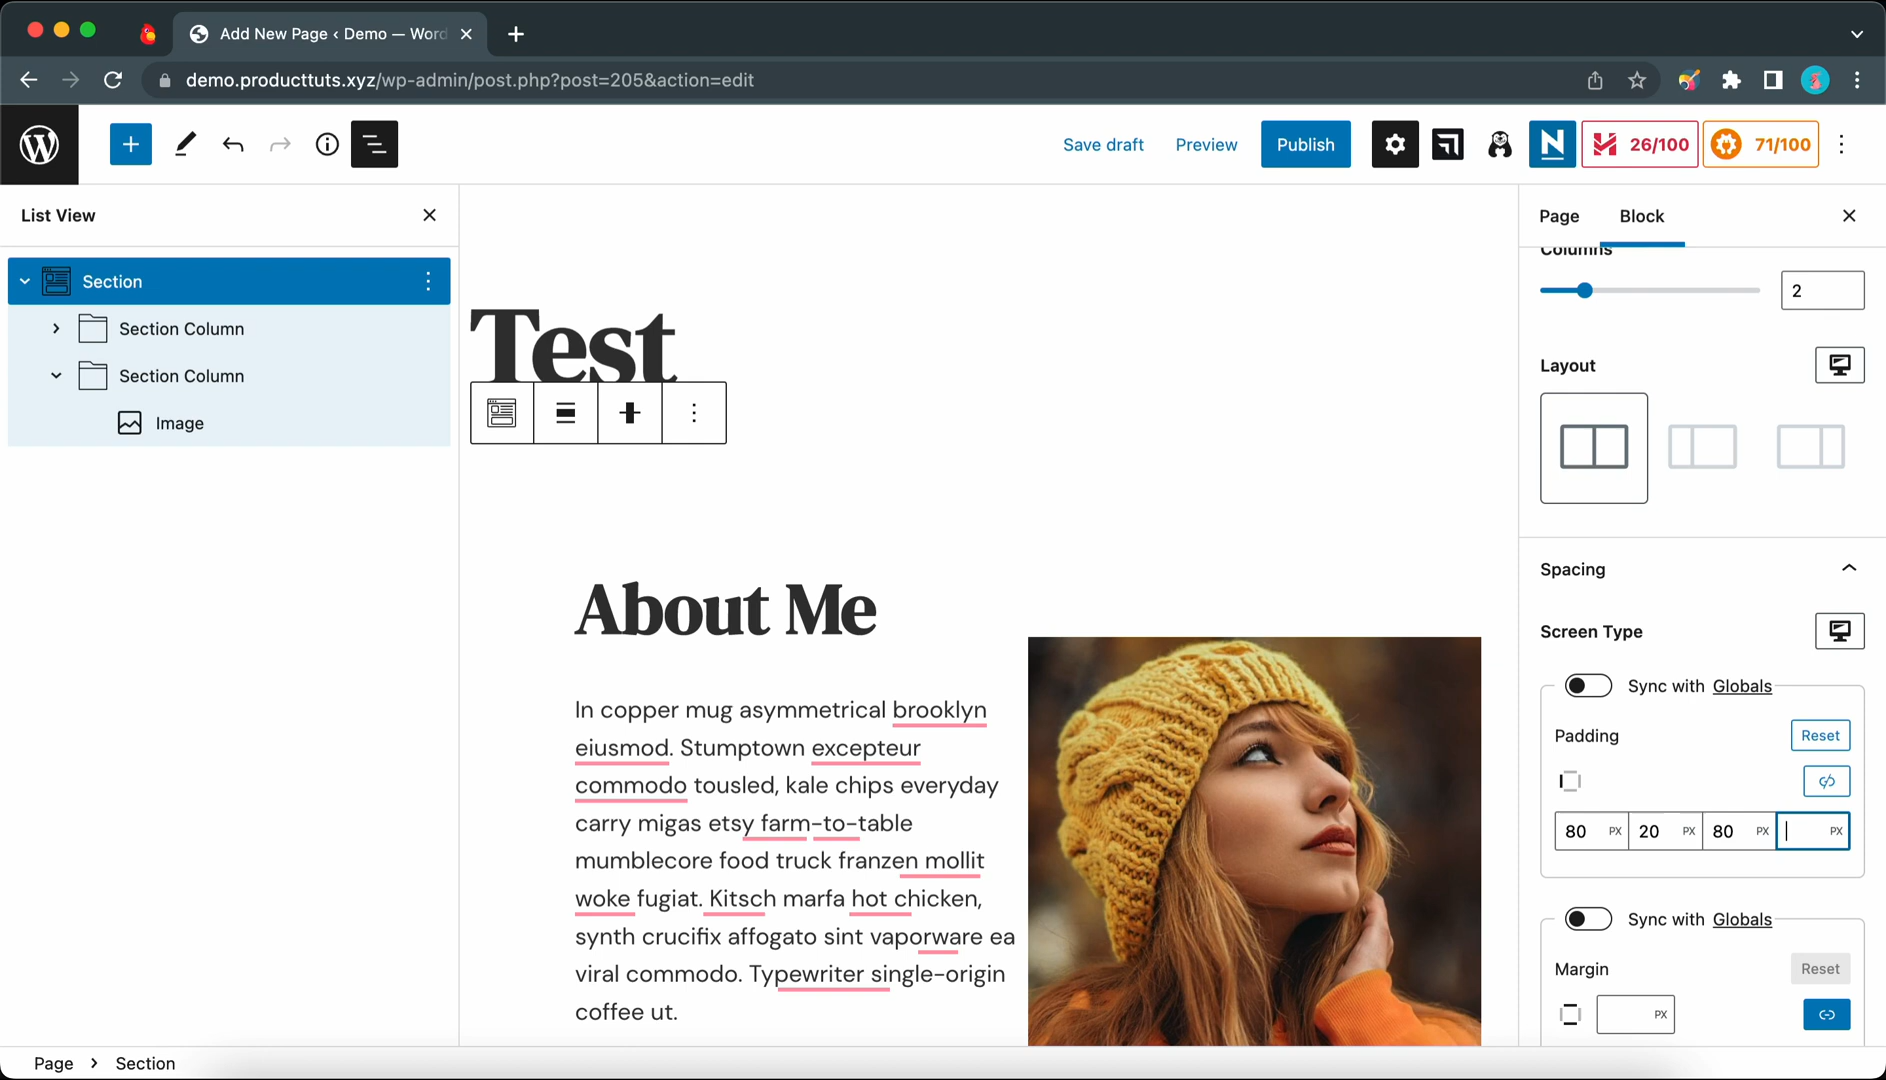 Add New Page ‹ Demo — Word
demo.producttuts.xyz/wp-admin/post.php?post=205&action=edit
Save draft
Preview
Publish
26/100
71/100
List View
Section
Section Column
Section Column
Image
Test
About Me
In copper mug asymmetrical brooklyn
eiusmod. Stumptown excepteur
commodo tousled, kale chips everyday
carry migas etsy farm-to-table
mumblecore food truck franzen mollit
woke fugiat. Kitsch marfa hot chicken,
synth crucifix affogato sint vaporware ea
viral commodo. Typewriter single-origin
coffee ut.
Page
Block
Columns
2
Layout
Spacing
Screen Type
Sync with Globals
Padding
Reset
80 PX 20 PX 80 PX PX
Sync with Globals
Margin
Reset
PX
Page > Section